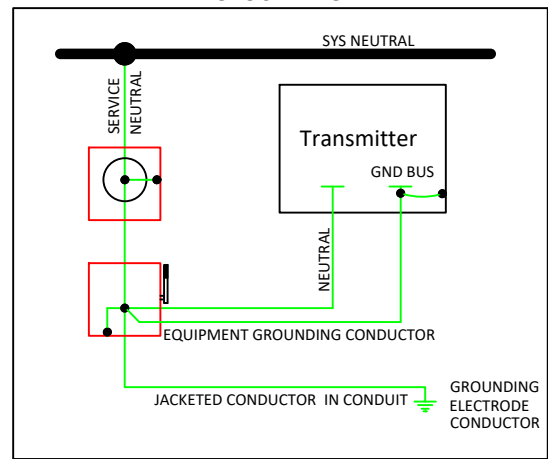 SYS NEUTRAL
SERVICE
NEUTRAL
Transmitter
GND BUS
NEUTRAL
EQUIPMENT GROUNDING CONDUCTOR
JACKETED CONDUCTOR IN CONDUIT
GROUNDING
ELECTRODE
CONDUCTOR